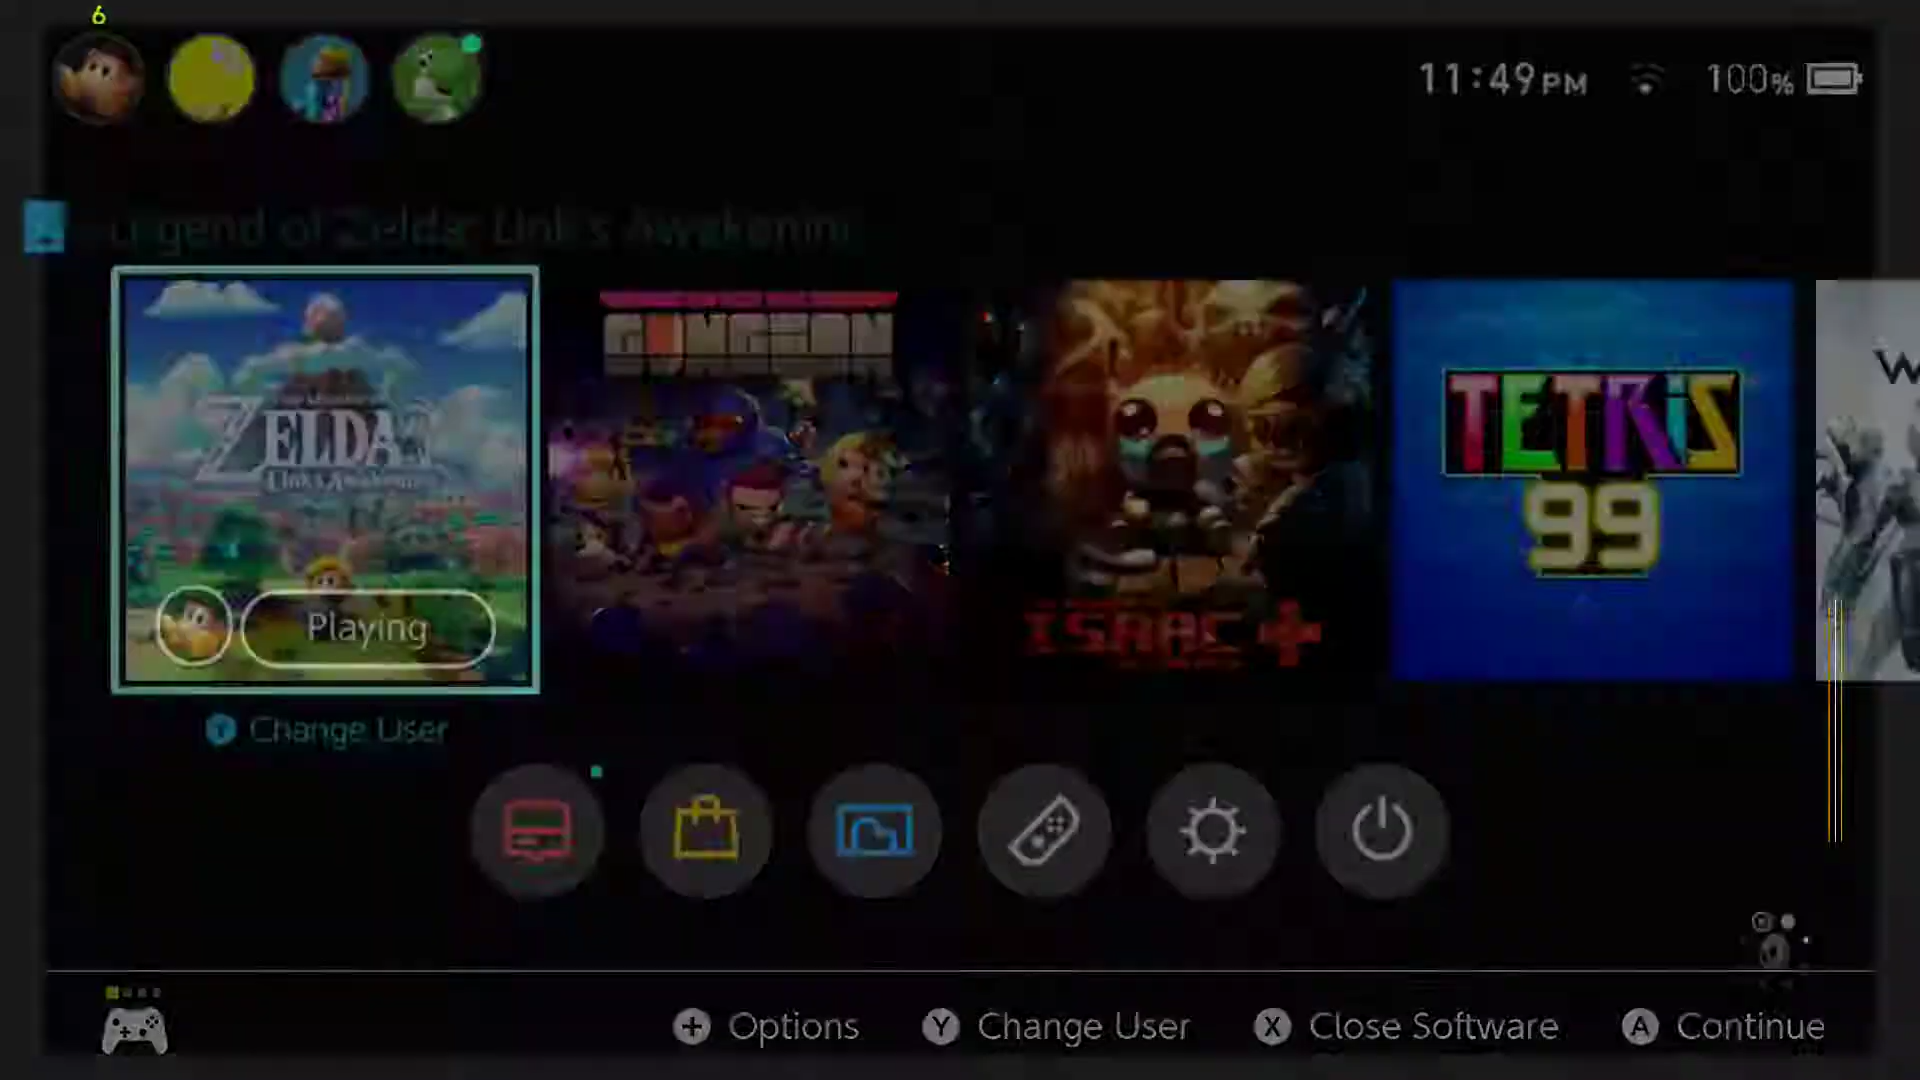 6
11:49 PM 100%
Legend of Zelda: Link's Awakening
ZELDA
Link's Awakening
Playing
GUNGEON
ISAAC +
TETRIS
99
W
Y Change User
+ Options Y Change User X Close Software A Continue